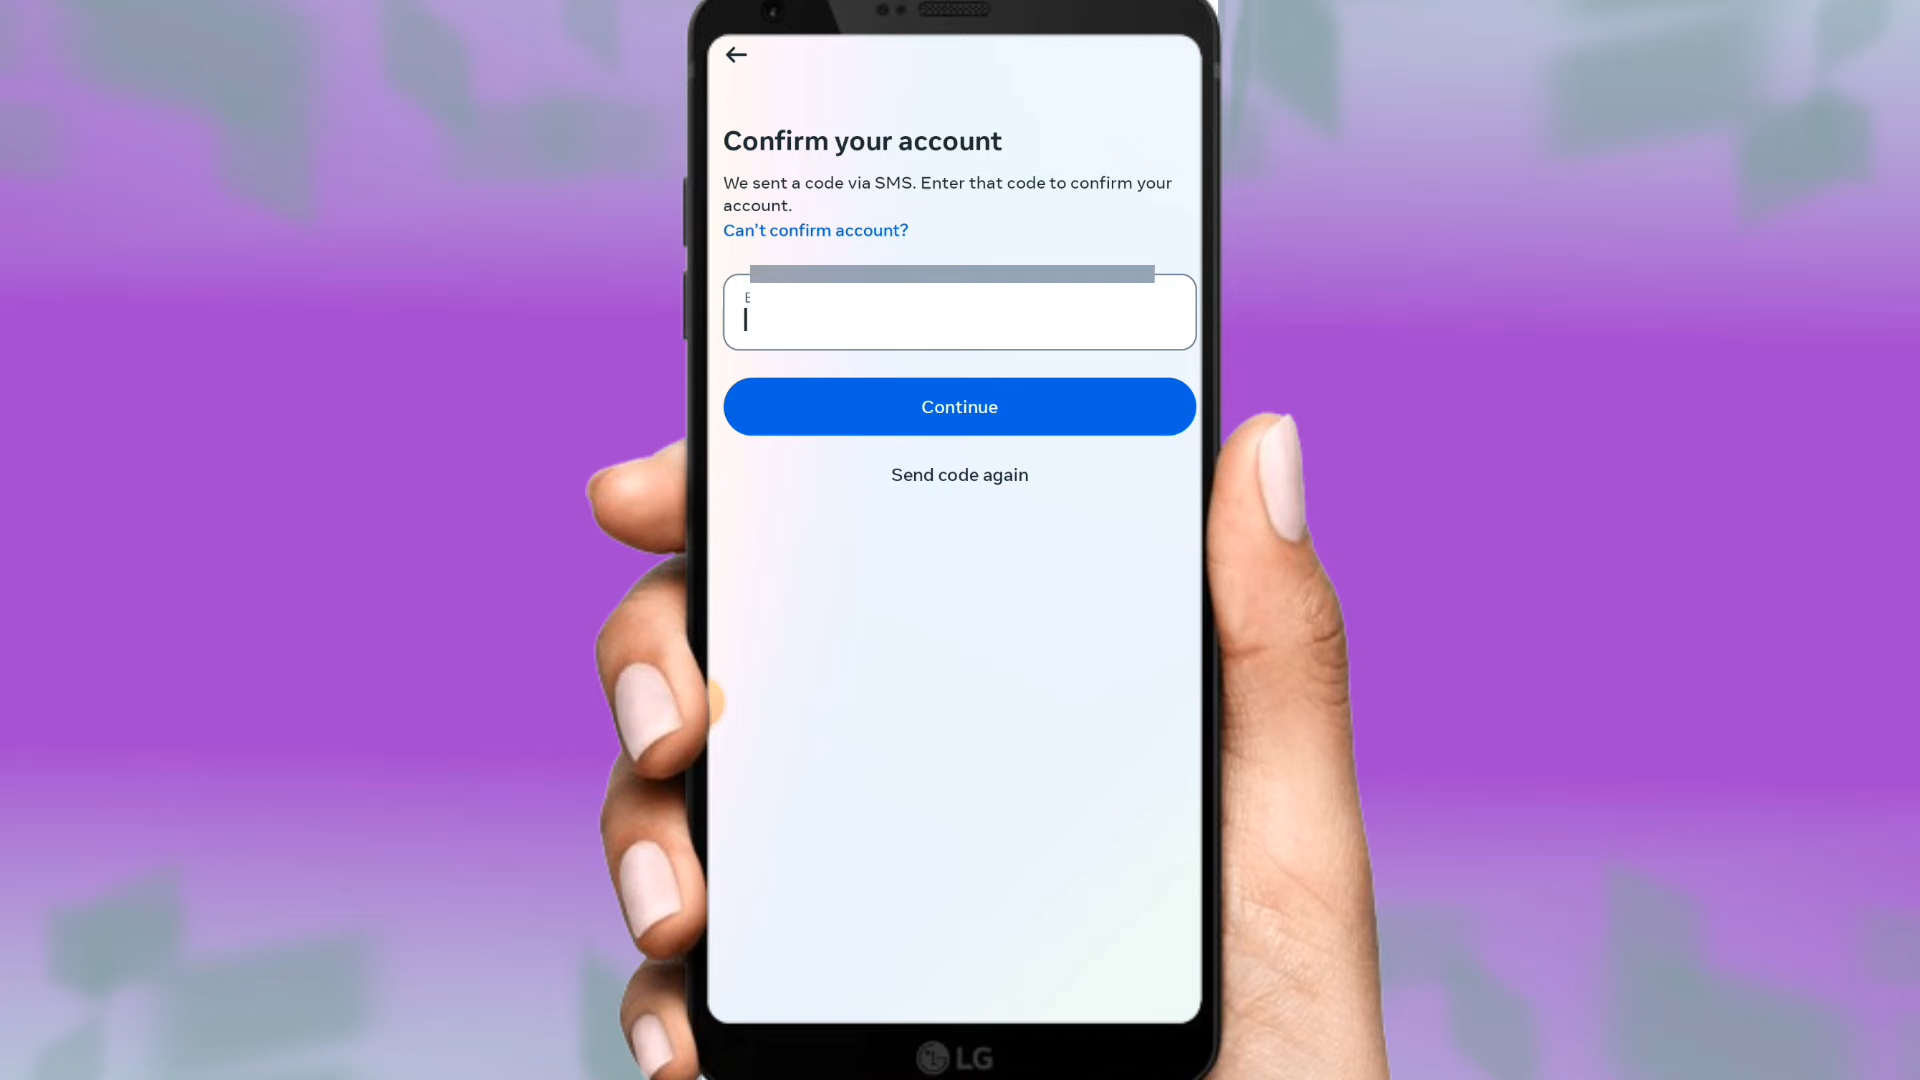 Confirm your account
We sent a code via SMS. Enter that code to confirm your
account.
Can't confirm account?
Continue
Send code again
LG